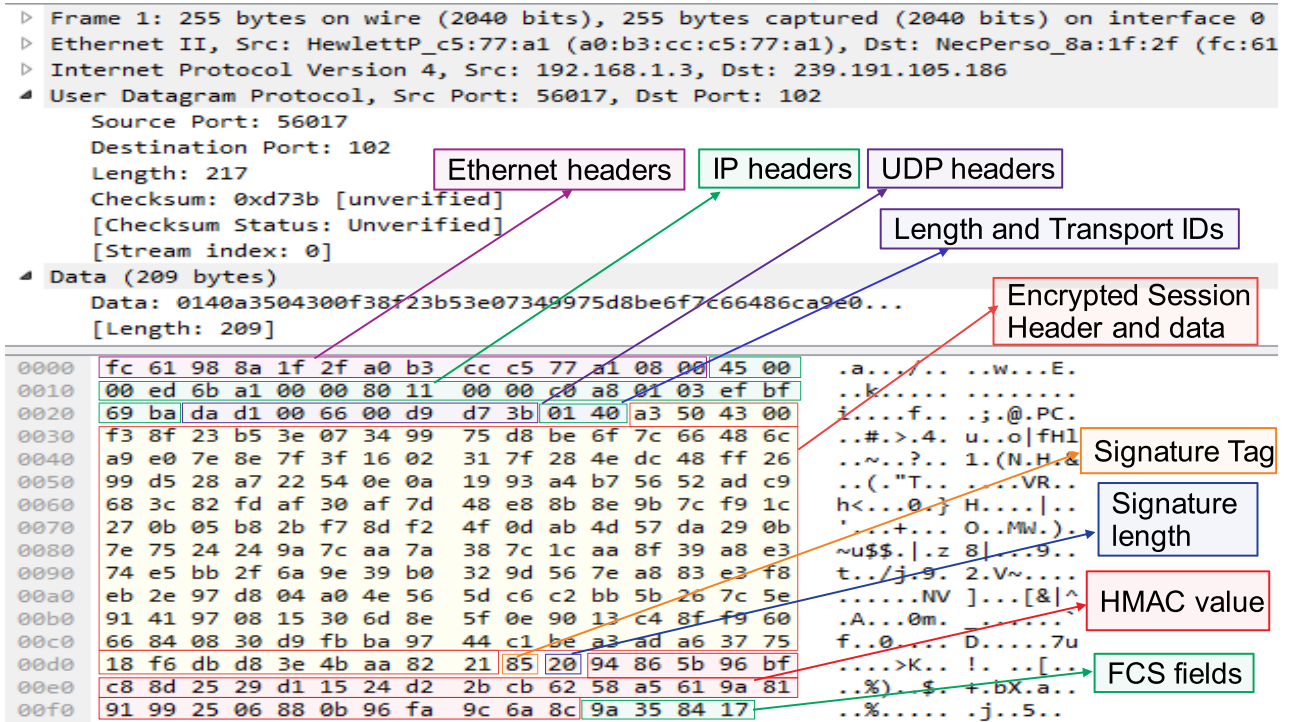 Frame 1: 255 bytes on wire (2040 bits), 255 bytes captured (2040 bits) on interface 0
Ethernet II, Src: HewlettP_c5:77:a1 (a0:b3:cc:c5:77:a1), Dst: NecPerso_8a:1f:2f (fc:61
Internet Protocol Version 4, Src: 192.168.1.3, Dst: 239.191.105.186
User Datagram Protocol, Src Port: 56017, Dst Port: 102
Source Port: 56017
Destination Port: 102
Length: 217
Checksum: 0xd73b [unverified]
[Checksum Status: Unverified]
[Stream index: 0]
Data (209 bytes)
Data: 0140a3504300f38f23b53e07349975d8be6f7c66486ca9e0...
[Length: 209]
Ethernet headers
IP headers
UDP headers
Length and Transport IDs
Encrypted Session
Header and data
Signature Tag
Signature
length
HMAC value
FCS fields
0000 fc 61 98 8a 1f 2f a0 b3 cc c5 77 a1 08 00 45 00 .a.../.. ..w...E.
0010 00 ed 6b a1 00 00 80 11 00 00 c0 a8 01 03 ef bf ..k..... ........
0020 69 ba da d1 00 66 00 d9 d7 3b 01 40 a3 50 43 00 i....f.. .;.@.PC.
0030 f3 8f 23 b5 3e 07 34 99 75 d8 be 6f 7c 66 48 6c ..#.>.4. u..o|fHl
0040 a9 e0 7e 8e 7f 3f 16 02 31 7f 28 4e dc 48 ff 26 ..~..?.. 1.(N.H.&
0050 99 d5 28 a7 22 54 0e 0a 19 93 a4 b7 56 52 ad c9 ..(."T.. ....VR..
0060 68 3c 82 fd af 30 af 7d 48 e8 8b 8e 9b 7c f9 1c h<...0.} H....|..
0070 27 0b 05 b8 2b f7 8d f2 4f 0d ab 4d 57 da 29 0b '...+... O..MW.).
0080 7e 75 24 24 9a 7c aa 7a 38 7c 1c aa 8f 39 a8 e3 ~u$$.|.z 8|...9..
0090 74 e5 bb 2f 6a 9e 39 b0 32 9d 56 7e a8 83 e3 f8 t../j.9. 2.V~....
00a0 eb 2e 97 d8 04 a0 4e 56 5d c6 c2 bb 5b 26 7c 5e ......NV ]...[&|^
00b0 91 41 97 08 15 30 6d 8e 5f 0e 90 13 c4 8f f9 60 .A...0m. _......`
00c0 66 84 08 30 d9 fb ba 97 44 c1 be a3 ad a6 37 75 f..0.... D.....7u
00d0 18 f6 db d8 3e 4b aa 82 21 85 20 94 86 5b 96 bf ....>K.. !. ..[..
00e0 c8 8d 25 29 d1 15 24 d2 2b cb 62 58 a5 61 9a 81 ..%)..$. +.bX.a..
00f0 91 99 25 06 88 0b 96 fa 9c 6a 8c 9a 35 84 17 ..%..... .j..5..